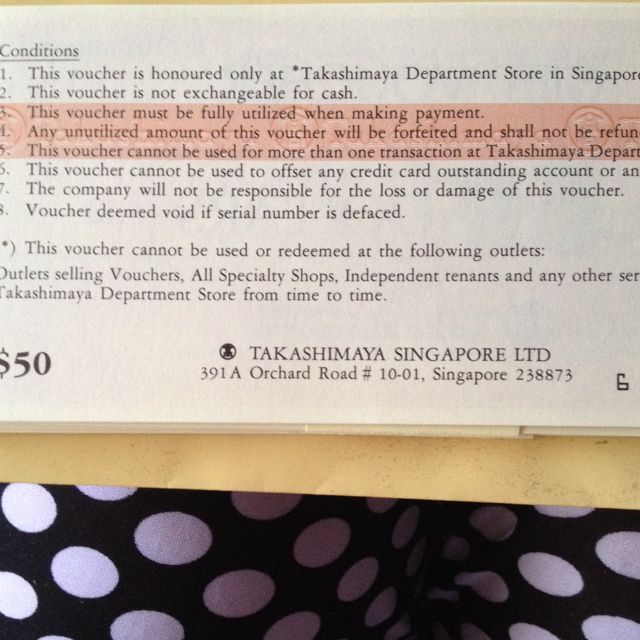 Conditions
1. This voucher is honoured only at *Takashimaya Department Store in Singapore
2. This voucher is not exchangeable for cash.
3. This voucher must be fully utilized when making payment.
4. Any unutilized amount of this voucher will be forfeited and shall not be refun
5. This voucher cannot be used for more than one transaction at Takashimaya Depart
6. This voucher cannot be used to offset any credit card outstanding account or an
7. The company will not be responsible for the loss or damage of this voucher.
8. Voucher deemed void if serial number is defaced.
*) This voucher cannot be used or redeemed at the following outlets:
Outlets selling Vouchers, All Specialty Shops, Independent tenants and any other ser
Takashimaya Department Store from time to time.
$50
TAKASHIMAYA SINGAPORE LTD
391A Orchard Road # 10-01, Singapore 238873